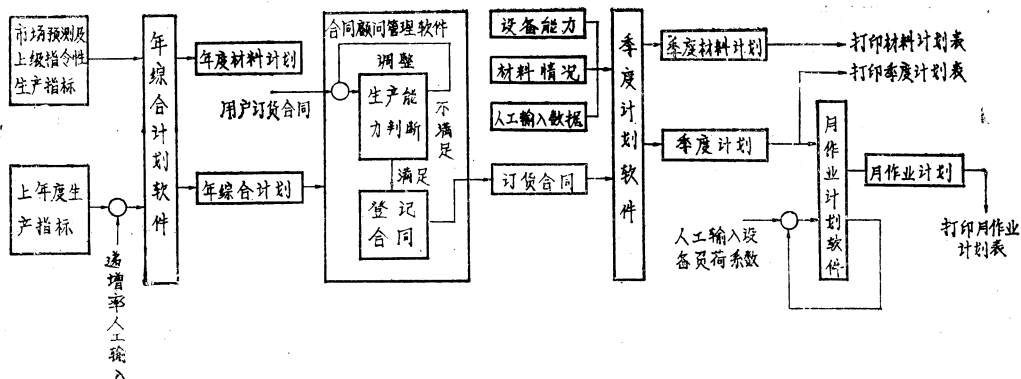 市场预测及
上级指令性
生产指标
上年度生
产指标
递增率人工输入
年综合计划软件
年度材料计划
用户订货合同
年综合计划
合同顾问管理软件
调整
生产能
力判断
不满足
满足
登记
合同
设备能力
材料情况
人工输入数据
订货合同
季度计划软件
季度材料计划
季度计划
打印材料计划表
打印季度计划表
月作业计划软件
人工输入设
备负荷系数
月作业计划
打印月作业
计划表